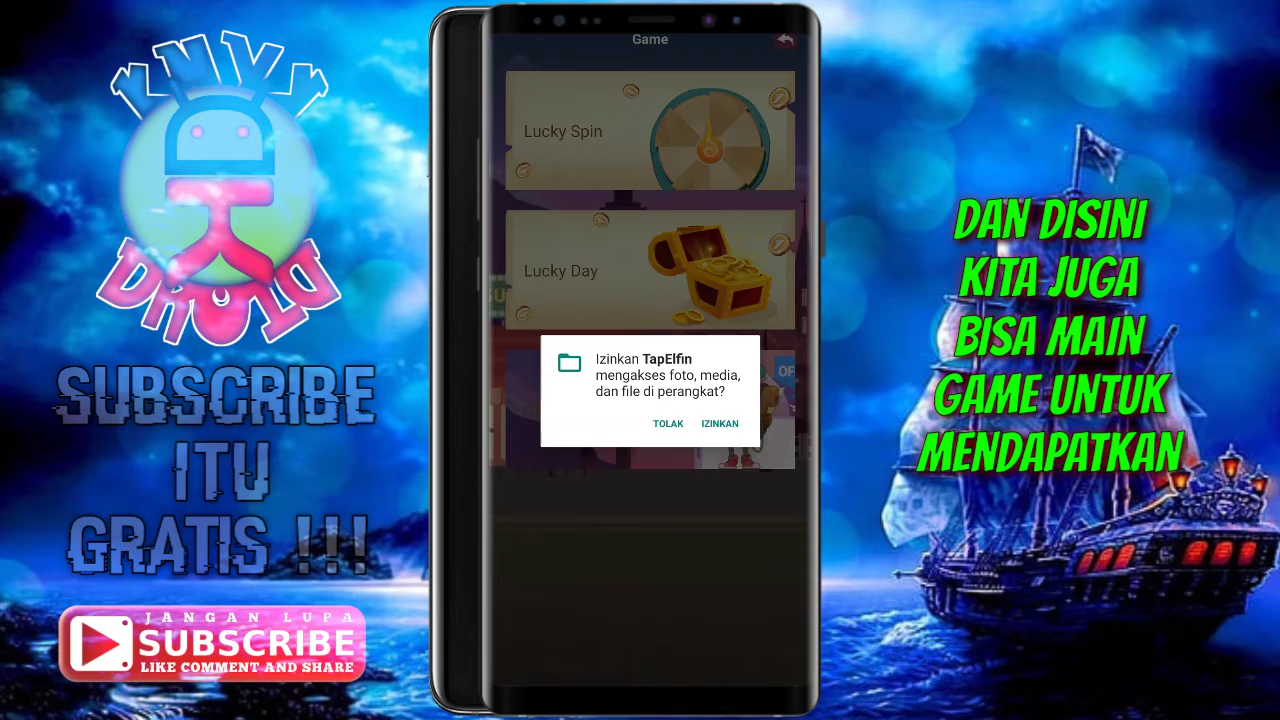 Game
Lucky Spin
Lucky Day
OF
Izinkan TapElfin
mengakses foto, media,
dan file di perangkat?
TOLAK IZINKAN
DAN DISINI
KITA JUGA
BISA MAIN
GAME UNTUK
MENDAPATKAN
SUBSCRIBE
ITU
GRATIS !!!
JANGAN LUPA
SUBSCRIBE
LIKE COMMENT AND SHARE